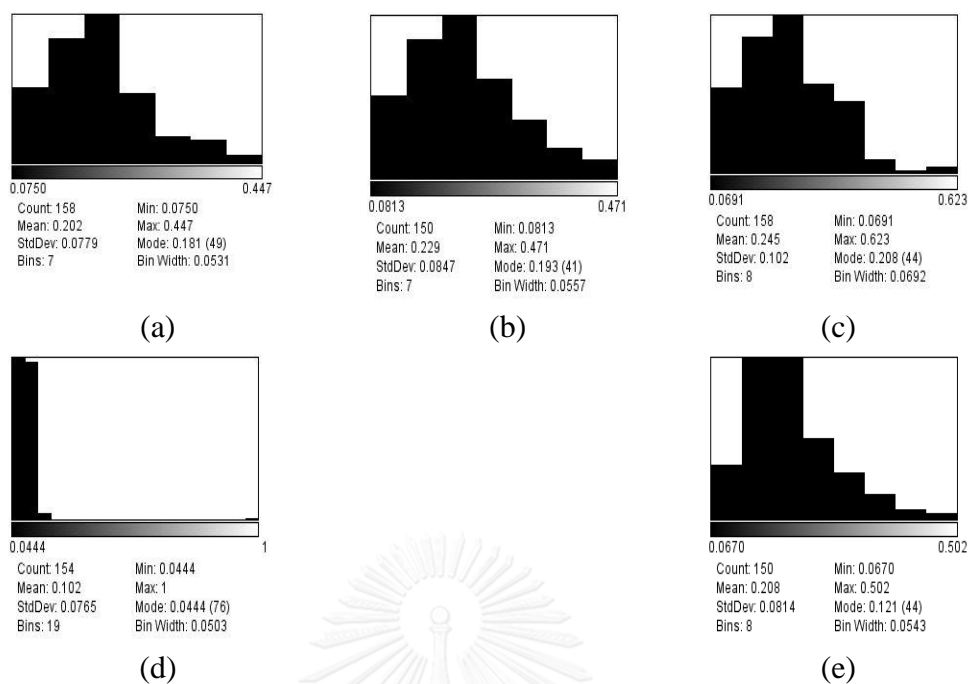 0.0750 0.447
Count: 158 Min: 0.0750
Mean: 0.202 Max: 0.447
StdDev: 0.0779 Mode: 0.181 (49)
Bins: 7 Bin Width: 0.0531
(a)
0.0813 0.471
Count: 150 Min: 0.0813
Mean: 0.229 Max: 0.471
StdDev: 0.0847 Mode: 0.193 (41)
Bins: 7 Bin Width: 0.0557
(b)
0.0691 0.623
Count: 158 Min: 0.0691
Mean: 0.245 Max: 0.623
StdDev: 0.102 Mode: 0.208 (44)
Bins: 8 Bin Width: 0.0692
(c)
0.0444 1
Count: 154 Min: 0.0444
Mean: 0.102 Max: 1
StdDev: 0.0765 Mode: 0.0444 (76)
Bins: 19 Bin Width: 0.0503
(d)
0.0670 0.502
Count: 150 Min: 0.0670
Mean: 0.208 Max: 0.502
StdDev: 0.0814 Mode: 0.121 (44)
Bins: 8 Bin Width: 0.0543
(e)